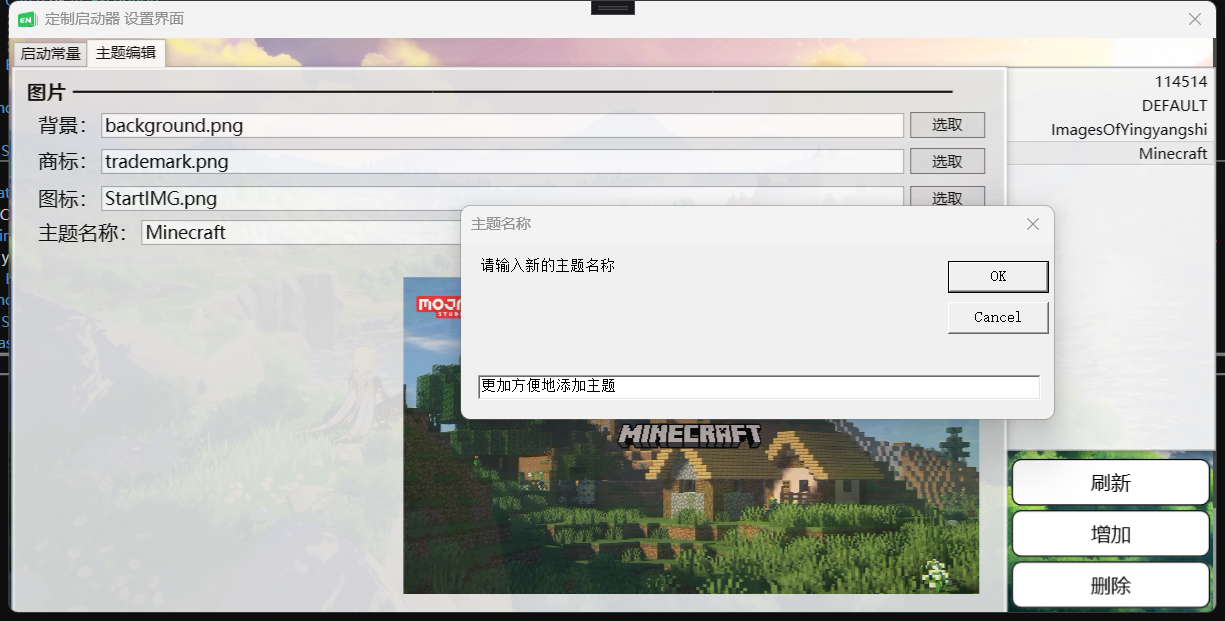 EN 定制启动器 设置界面
启动常量 主题编辑
图片
背景： background.png 选取
商标： trademark.png 选取
图标： StartIMG.png 选取
主题名称： Minecraft
114514
DEFAULT
ImagesOfYingyangshi
Minecraft
主题名称
请输入新的主题名称
OK
Cancel
更加方便地添加主题
MINECRAFT
刷新
增加
删除